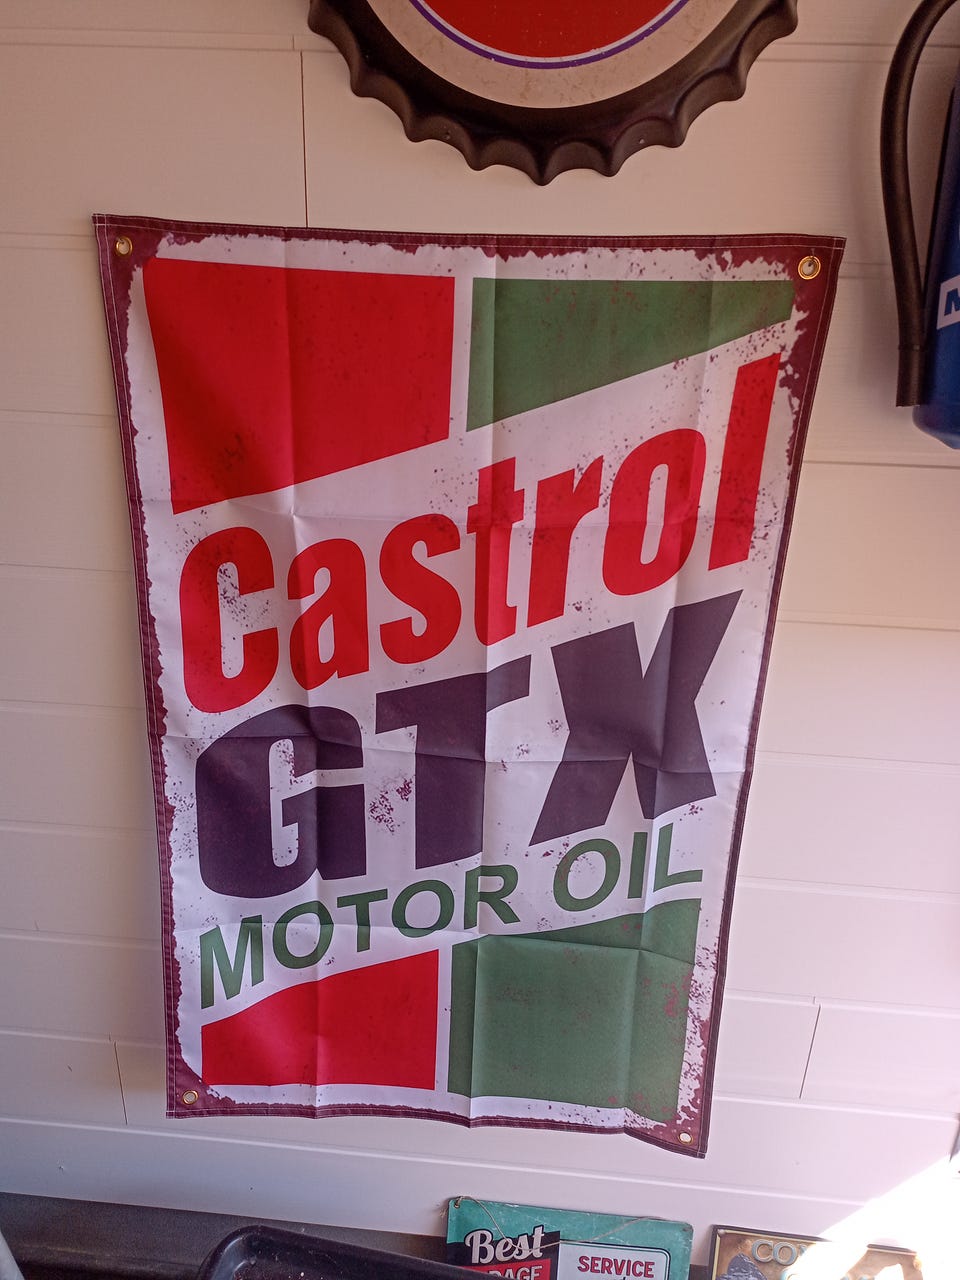 Castrol
GTX
MOTOR OIL
Best
SERVICE